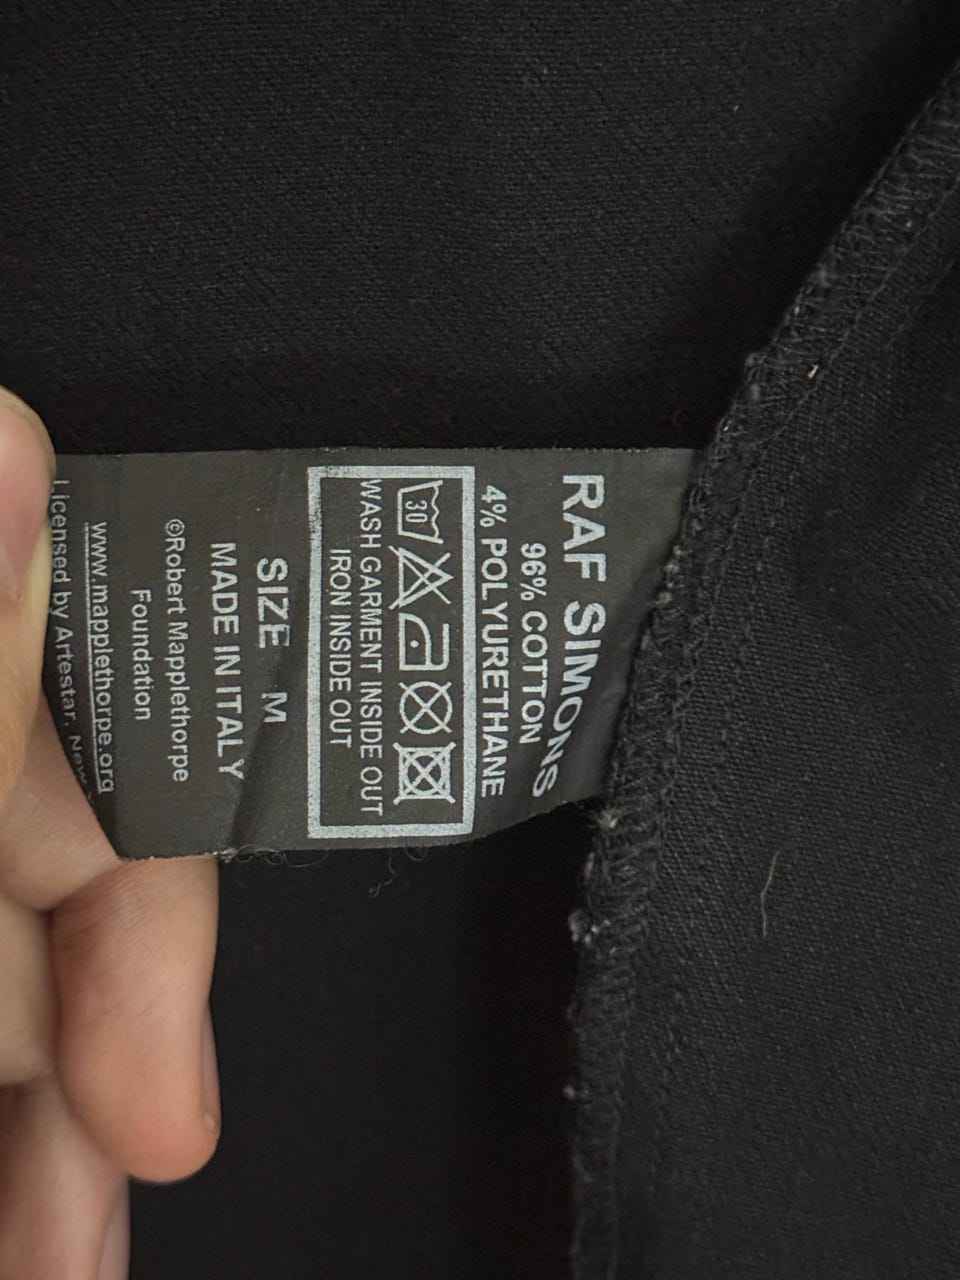 RAF SIMONS
96% COTTON
4% POLYURETHANE
30
WASH GARMENT INSIDE OUT
IRON INSIDE OUT
SIZE M
MADE IN ITALY
©Robert Mapplethorpe
Foundation
www.mapplethorpe.org
Licensed by Artestar, New